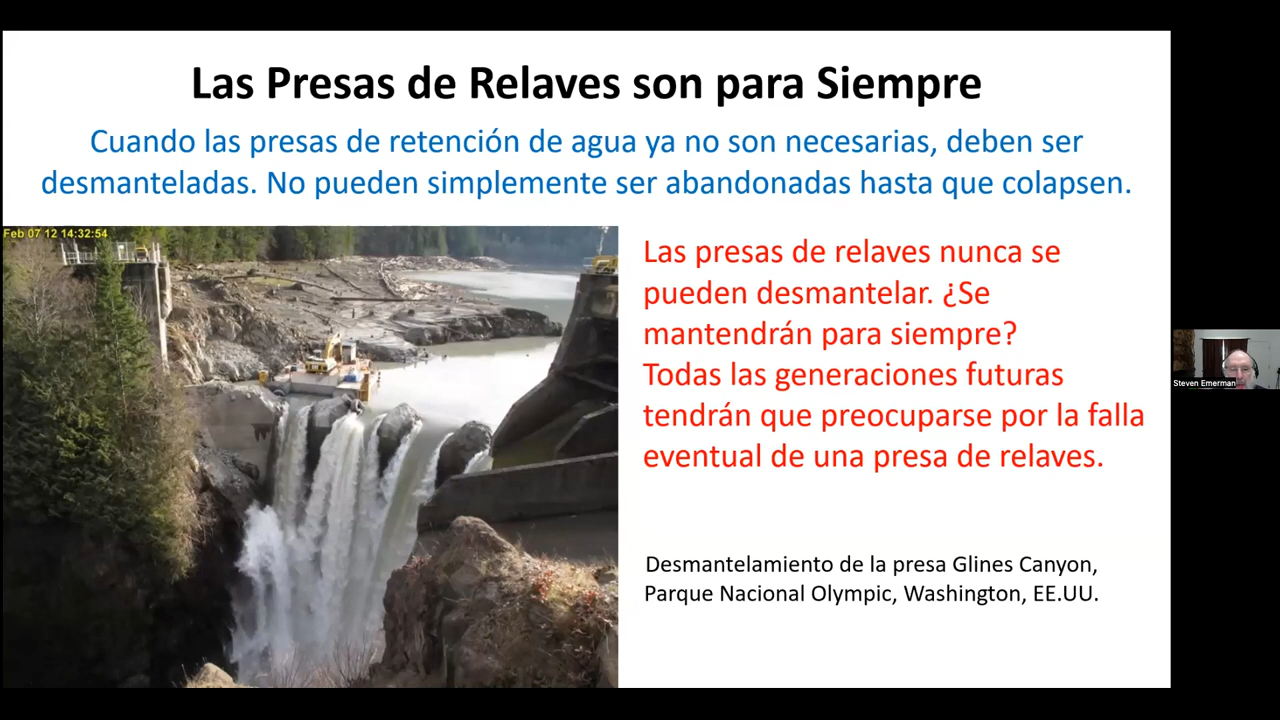 Las Presas de Relaves son para Siempre
Cuando las presas de retención de agua ya no son necesarias, deben ser
desmanteladas. No pueden simplemente ser abandonadas hasta que colapsen.
Feb 07 12 14:32:54
Las presas de relaves nunca se
pueden desmantelar. ¿Se
mantendrán para siempre?
Todas las generaciones futuras
tendrán que preocuparse por la falla
eventual de una presa de relaves.
Steven Emerman
Desmantelamiento de la presa Glines Canyon,
Parque Nacional Olympic, Washington, EE.UU.